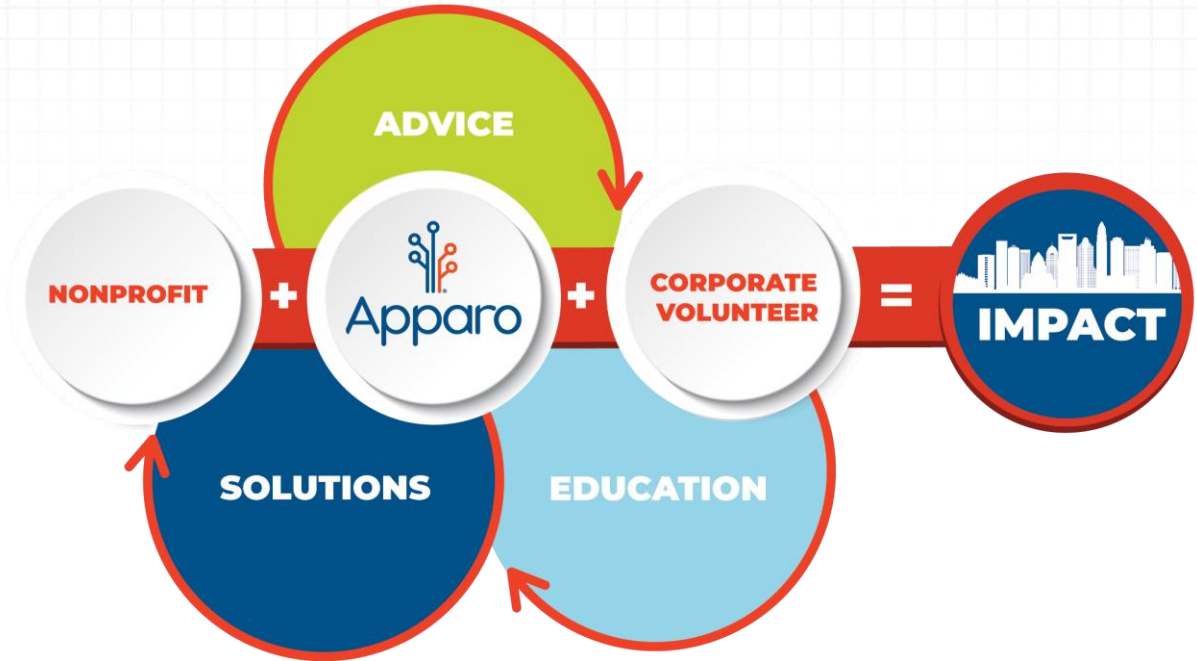 ADVICE
NONPROFIT
+
Apparo
+
CORPORATE
VOLUNTEER
=
IMPACT
SOLUTIONS
EDUCATION